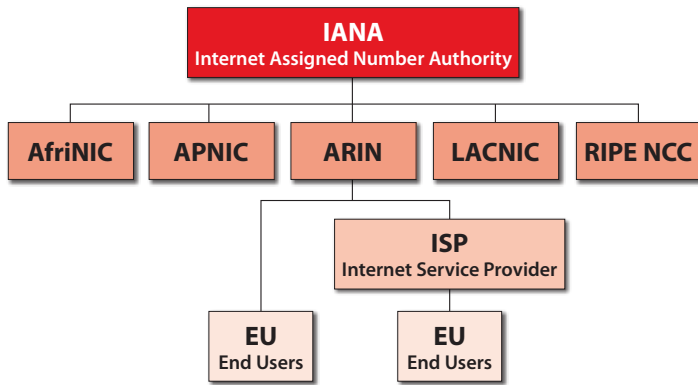 IANA
Internet Assigned Number Authority
AfriNIC
APNIC
ARIN
LACNIC
RIPE NCC
ISP
Internet Service Provider
EU
End Users
EU
End Users